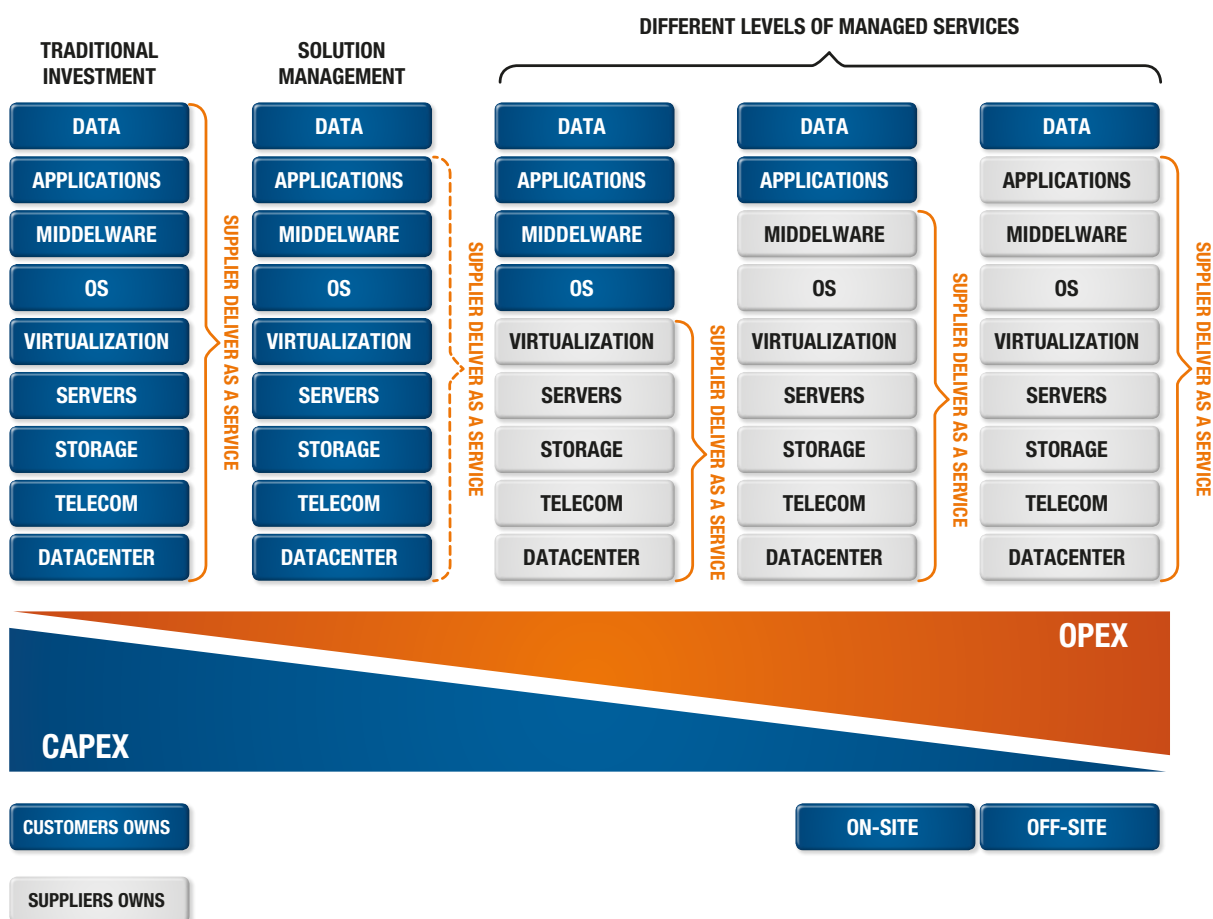 DIFFERENT LEVELS OF MANAGED SERVICES
TRADITIONAL
INVESTMENT
SOLUTION
MANAGEMENT
DATA
APPLICATIONS
MIDDELWARE
OS
VIRTUALIZATION
SERVERS
STORAGE
TELECOM
DATACENTER
SUPPLIER DELIVER AS A SERVICE
DATA
APPLICATIONS
MIDDELWARE
OS
VIRTUALIZATION
SERVERS
STORAGE
TELECOM
DATACENTER
SUPPLIER DELIVER AS A SERVICE
DATA
APPLICATIONS
MIDDELWARE
OS
VIRTUALIZATION
SERVERS
STORAGE
TELECOM
DATACENTER
SUPPLIER DELIVER AS A SERVICE
DATA
APPLICATIONS
MIDDELWARE
OS
VIRTUALIZATION
SERVERS
STORAGE
TELECOM
DATACENTER
SUPPLIER DELIVER AS A SERVICE
DATA
APPLICATIONS
MIDDELWARE
OS
VIRTUALIZATION
SERVERS
STORAGE
TELECOM
DATACENTER
SUPPLIER DELIVER AS A SERVICE
OPEX
CAPEX
CUSTOMERS OWNS
ON-SITE
OFF-SITE
SUPPLIERS OWNS